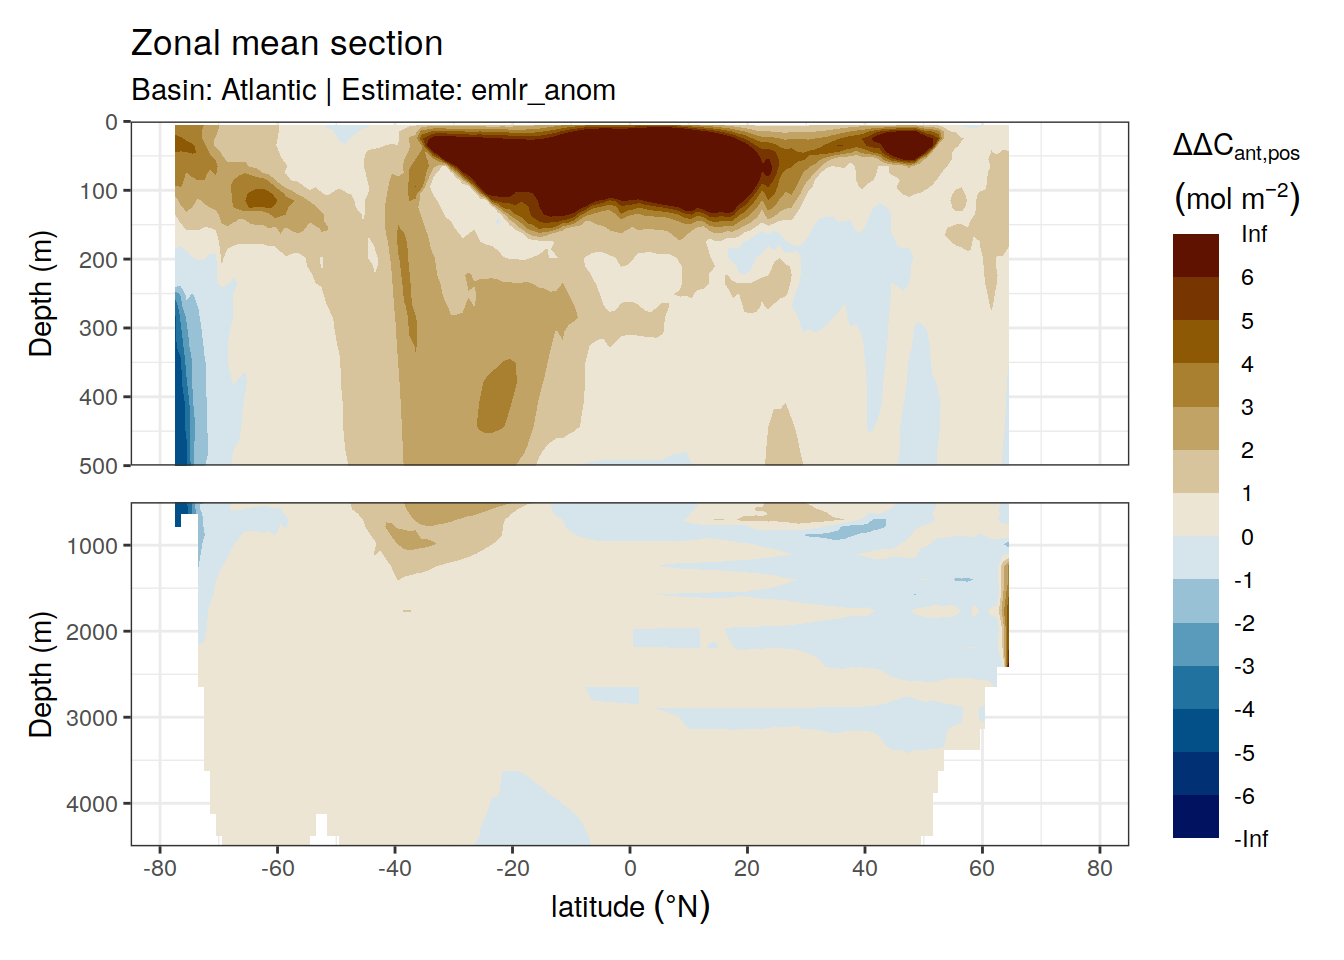 Zonal mean section
Basin: Atlantic | Estimate: emlr_anom
Depth (m)
0
100
200
300
400
500
Depth (m)
1000
2000
3000
4000
-80 -60 -40 -20 0 20 40 60 80
latitude (°N)
ΔΔCant,pos
(mol m−2)
Inf
6
5
4
3
2
1
0
-1
-2
-3
-4
-5
-6
-Inf